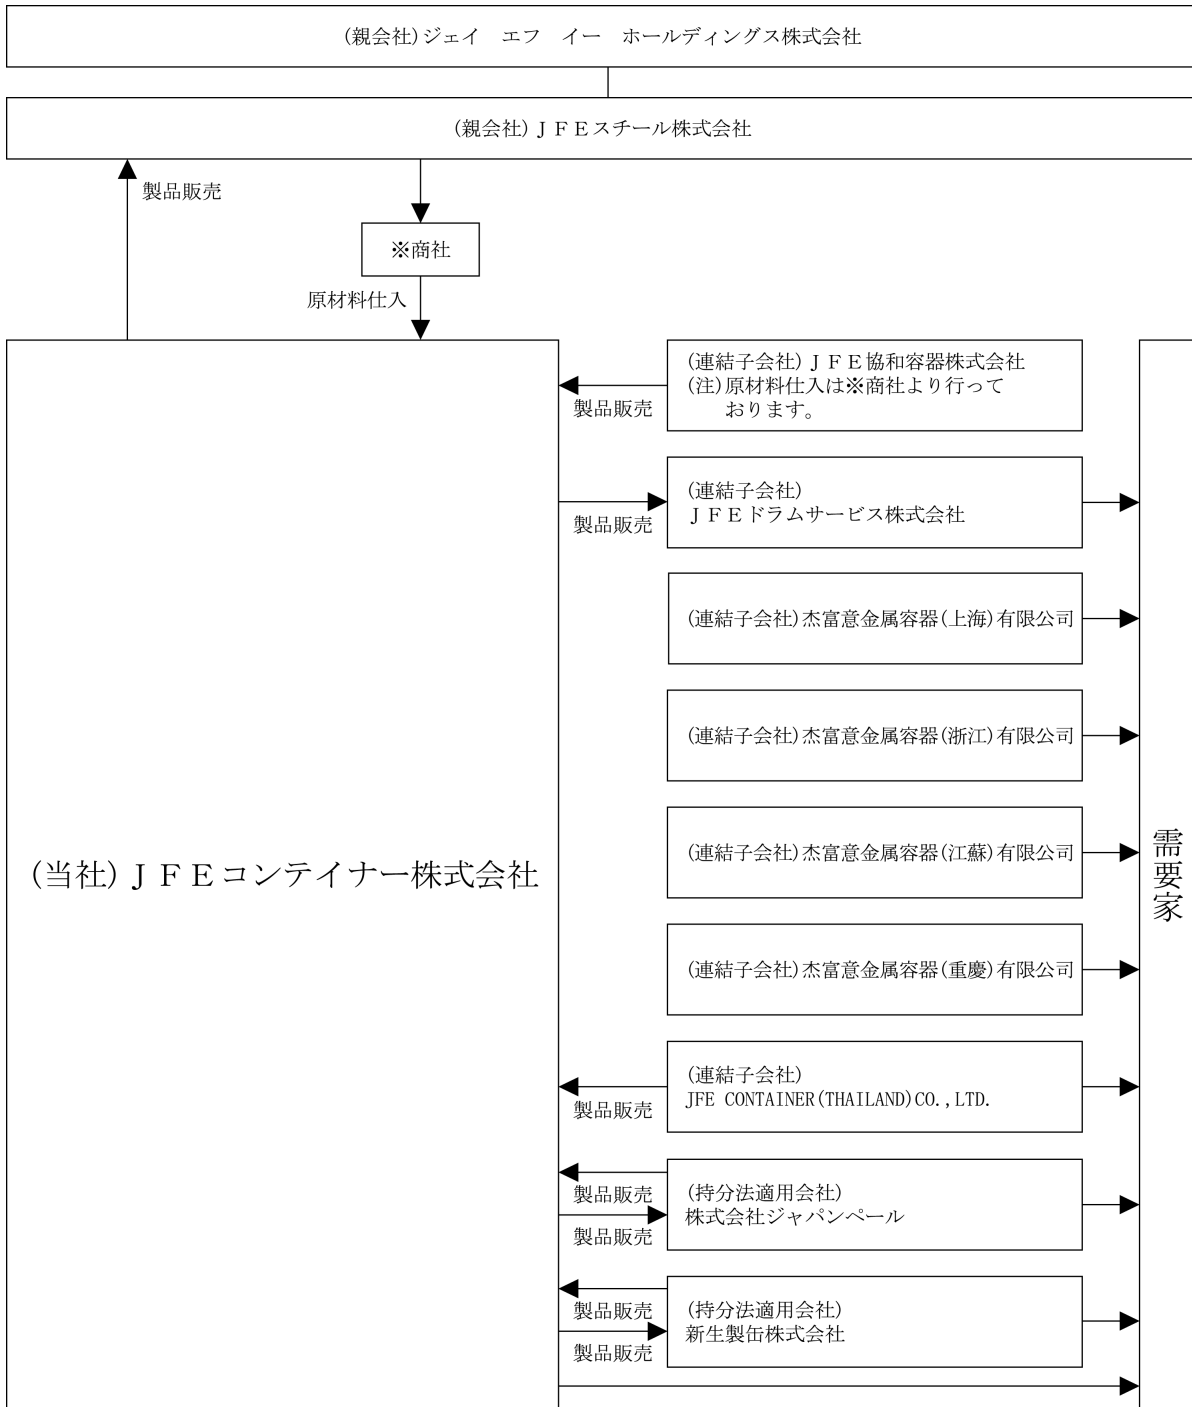 (親会社)ジェイ　エフ　イー　ホールディングス株式会社
(親会社)ＪＦＥスチール株式会社
製品販売
※商社
原材料仕入
(当社)ＪＦＥコンテイナー株式会社
(連結子会社)ＪＦＥ協和容器株式会社
(注)原材料仕入は※商社より行って
おります。
製品販売
(連結子会社)
ＪＦＥドラムサービス株式会社
製品販売
(連結子会社)杰富意金属容器(上海)有限公司
(連結子会社)杰富意金属容器(浙江)有限公司
(連結子会社)杰富意金属容器(江蘇)有限公司
(連結子会社)杰富意金属容器(重慶)有限公司
(連結子会社)
JFE CONTAINER(THAILAND)CO.,LTD.
製品販売
(持分法適用会社)
株式会社ジャパンペール
製品販売
製品販売
(持分法適用会社)
新生製缶株式会社
製品販売
製品販売
需要家